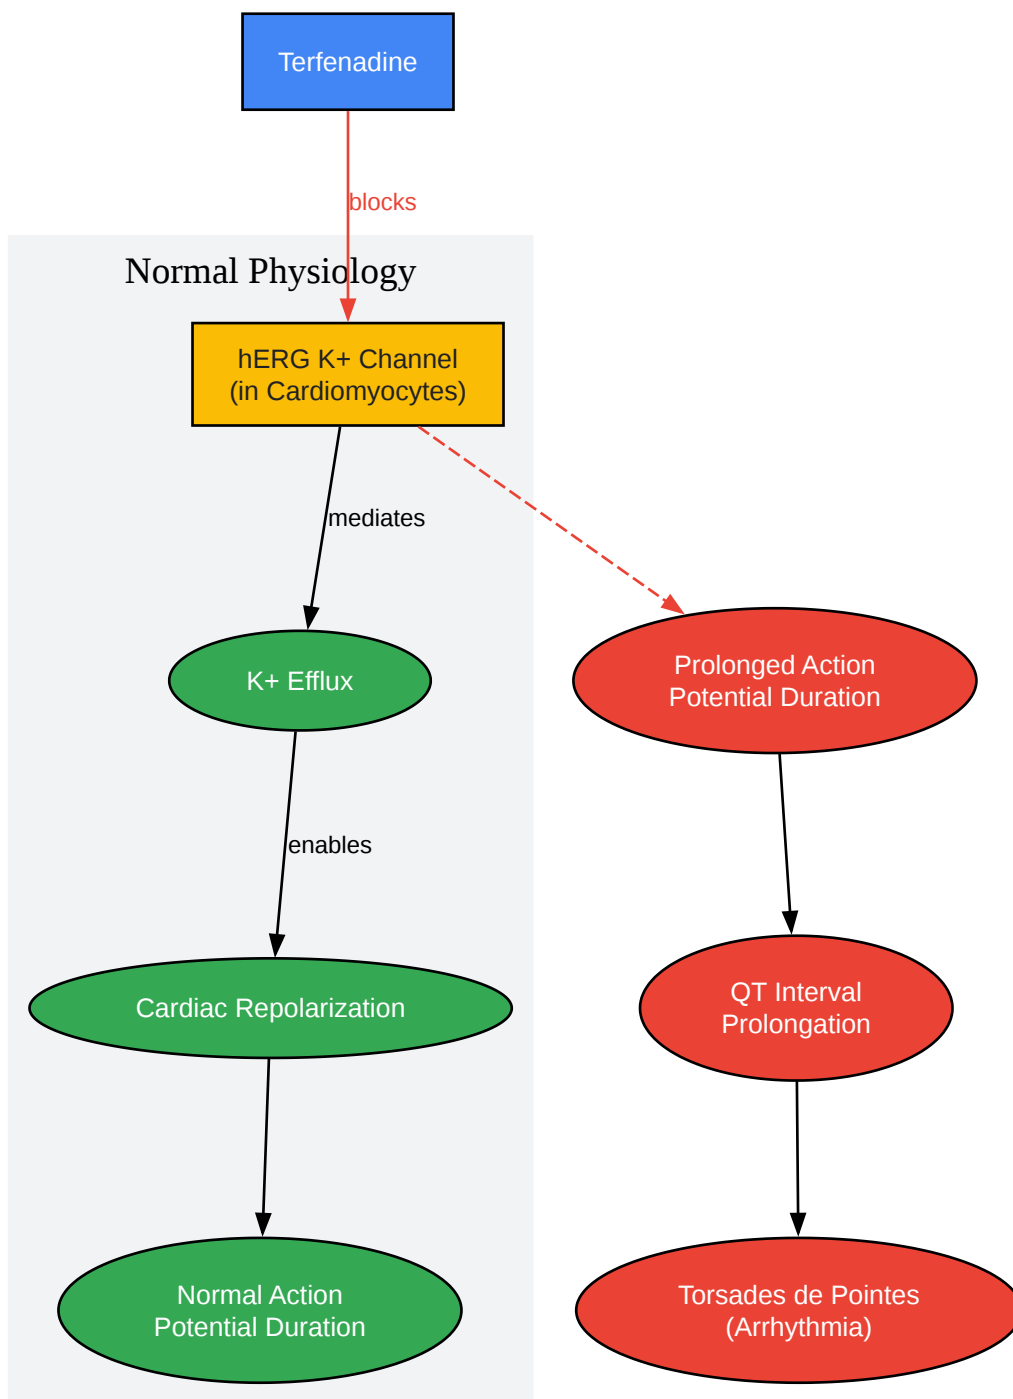 Terfenadine
blocks
Normal Physiology
hERG K+ Channel
(in Cardiomyocytes)
mediates
K+ Efflux
Prolonged Action
Potential Duration
enables
Cardiac Repolarization
QT Interval
Prolongation
Normal Action
Potential Duration
Torsades de Pointes
(Arrhythmia)